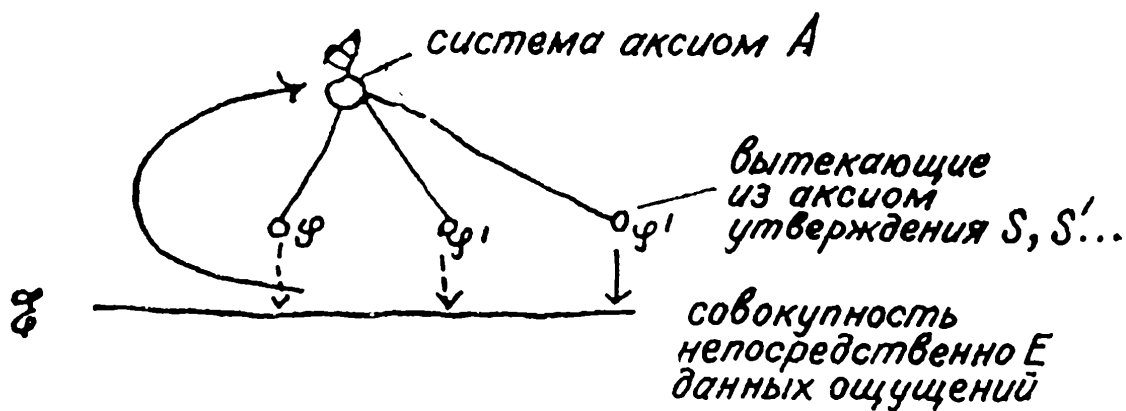 система аксиом A
вытекающие
из аксиом
утверждения S, S'...
совокупность
непосредственно E
данных ощущений